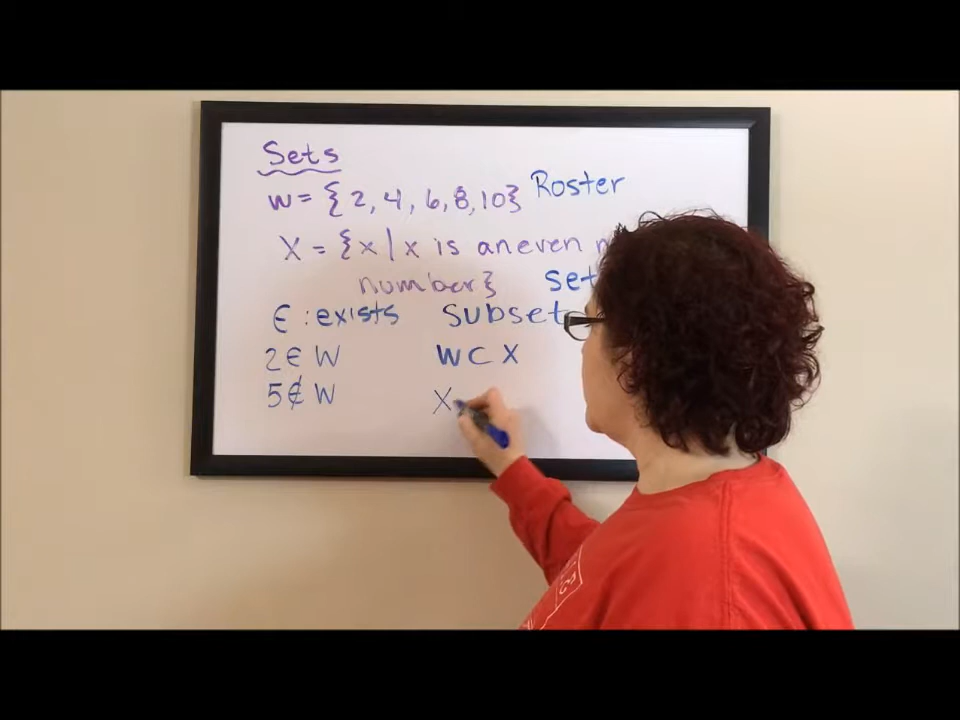 Sets
W = {2, 4, 6, 8, 10} Roster
X = {x | x is an even
number} Set
∈ : exists Subset
2 ∈ W W ⊂ X
5 ∉ W X